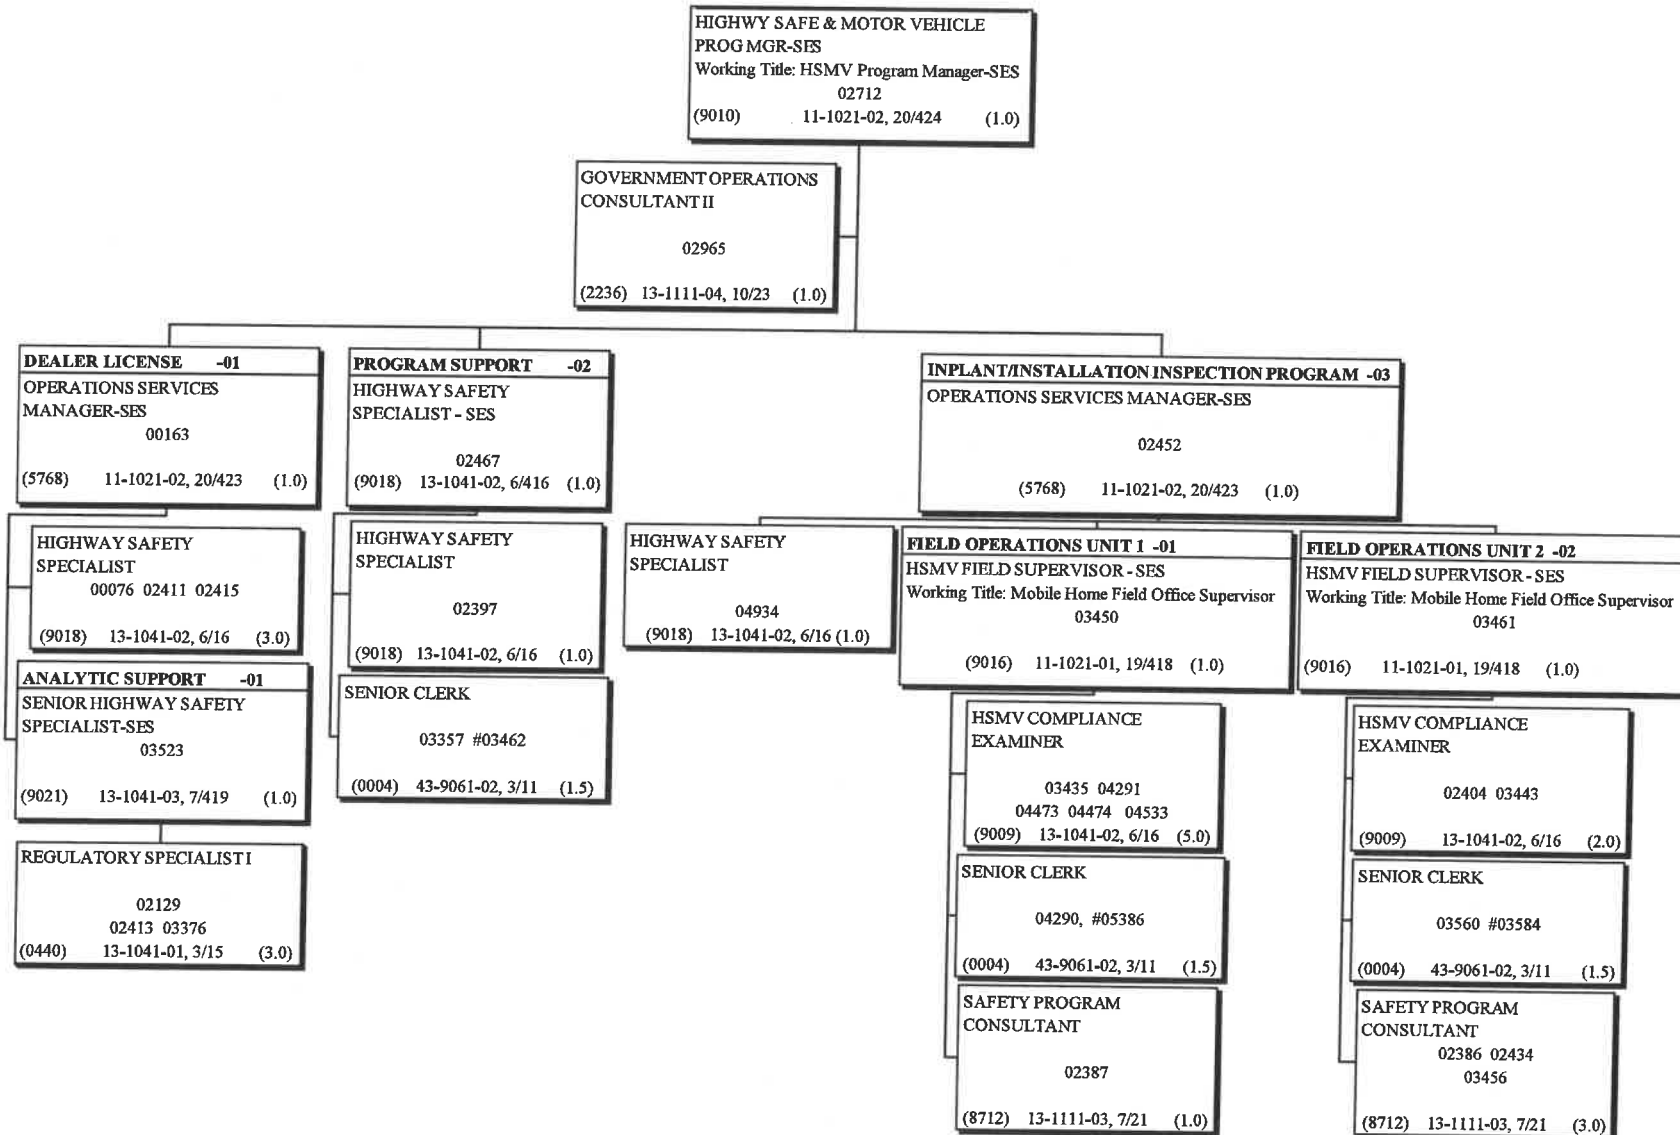 HIGHWY SAFE & MOTOR VEHICLE
PROG MGR-SES
Working Title: HSMV Program Manager-SES
02712
(9010) 11-1021-02, 20/424 (1.0)
GOVERNMENT OPERATIONS
CONSULTANT II
02965
(2236) 13-1111-04, 10/23 (1.0)
DEALER LICENSE -01
OPERATIONS SERVICES
MANAGER-SES
00163
(5768) 11-1021-02, 20/423 (1.0)
HIGHWAY SAFETY
SPECIALIST
00076 02411 02415
(9018) 13-1041-02, 6/16 (3.0)
ANALYTIC SUPPORT -01
SENIOR HIGHWAY SAFETY
SPECIALIST-SES
03523
(9021) 13-1041-03, 7/419 (1.0)
REGULATORY SPECIALIST I
02129
02413 03376
(0440) 13-1041-01, 3/15 (3.0)
PROGRAM SUPPORT -02
HIGHWAY SAFETY
SPECIALIST - SES
02467
(9018) 13-1041-02, 6/416 (1.0)
HIGHWAY SAFETY
SPECIALIST
02397
(9018) 13-1041-02, 6/16 (1.0)
SENIOR CLERK
03357 #03462
(0004) 43-9061-02, 3/11 (1.5)
INPLANT/INSTALLATION INSPECTION PROGRAM -03
OPERATIONS SERVICES MANAGER-SES
02452
(5768) 11-1021-02, 20/423 (1.0)
HIGHWAY SAFETY
SPECIALIST
04934
(9018) 13-1041-02, 6/16 (1.0)
FIELD OPERATIONS UNIT 1 -01
HSMV FIELD SUPERVISOR - SES
Working Title: Mobile Home Field Office Supervisor
03450
(9016) 11-1021-01, 19/418 (1.0)
HSMV COMPLIANCE
EXAMINER
03435 04291
04473 04474 04533
(9009) 13-1041-02, 6/16 (5.0)
SENIOR CLERK
04290, #05386
(0004) 43-9061-02, 3/11 (1.5)
SAFETY PROGRAM
CONSULTANT
02387
(8712) 13-1111-03, 7/21 (1.0)
FIELD OPERATIONS UNIT 2 -02
HSMV FIELD SUPERVISOR - SES
Working Title: Mobile Home Field Office Supervisor
03461
(9016) 11-1021-01, 19/418 (1.0)
HSMV COMPLIANCE
EXAMINER
02404 03443
(9009) 13-1041-02, 6/16 (2.0)
SENIOR CLERK
03560 #03584
(0004) 43-9061-02, 3/11 (1.5)
SAFETY PROGRAM
CONSULTANT
02386 02434
03456
(8712) 13-1111-03, 7/21 (3.0)